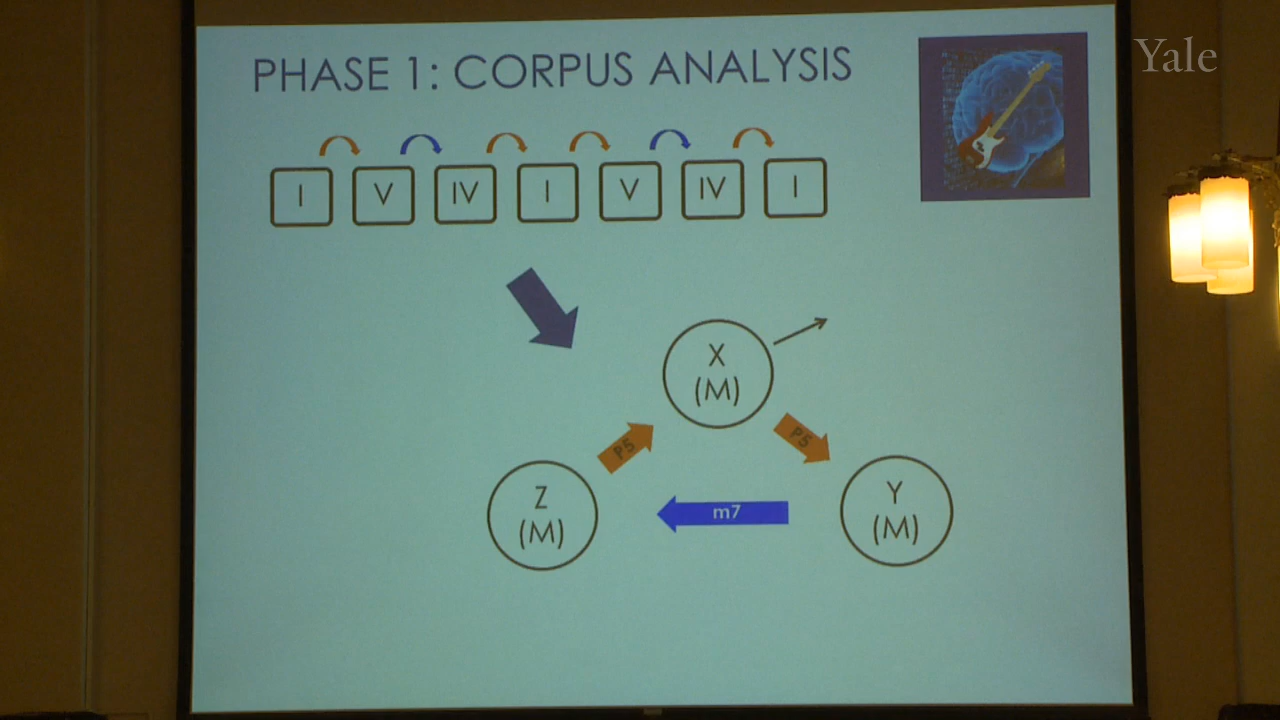 PHASE 1: CORPUS ANALYSIS
Yale
I V IV I V IV I
X
(M)
P5
P5
Z
(M)
m7
Y
(M)